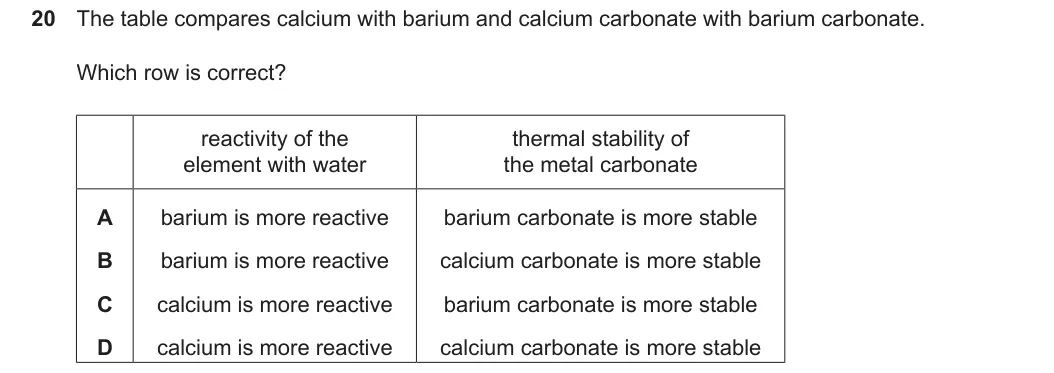 20 The table compares calcium with barium and calcium carbonate with barium carbonate.
Which row is correct?
reactivity of the element with water
thermal stability of the metal carbonate
A barium is more reactive barium carbonate is more stable
B barium is more reactive calcium carbonate is more stable
C calcium is more reactive barium carbonate is more stable
D calcium is more reactive calcium carbonate is more stable